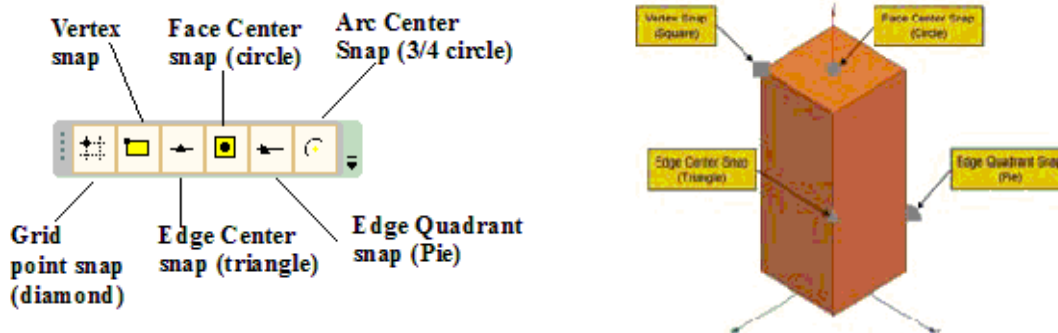 Vertex
snap
Face Center
snap (circle)
Arc Center
Snap (3/4 circle)
Grid
point snap
(diamond)
Edge Center
snap (triangle)
Edge Quadrant
snap (Pie)
Vertex Snap
(Square)
Face Center Snap
(Circle)
Edge Center Snap
(Triangle)
Edge Quadrant Snap
(Pie)